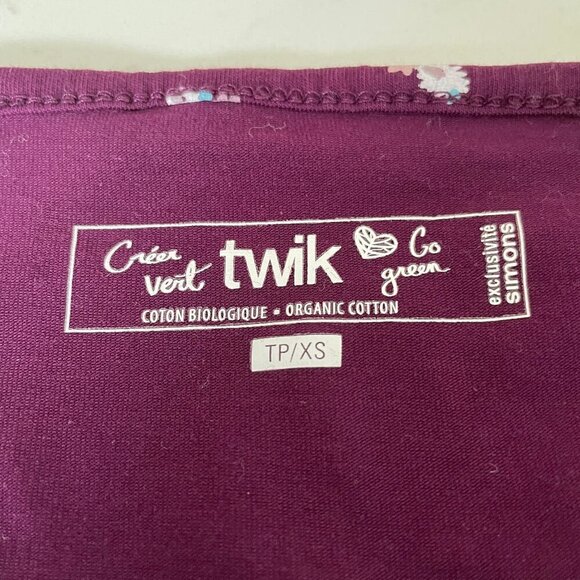 Créer vert
twik
Go green
COTON BIOLOGIQUE • ORGANIC COTTON
exclusivité
simons
TP/XS